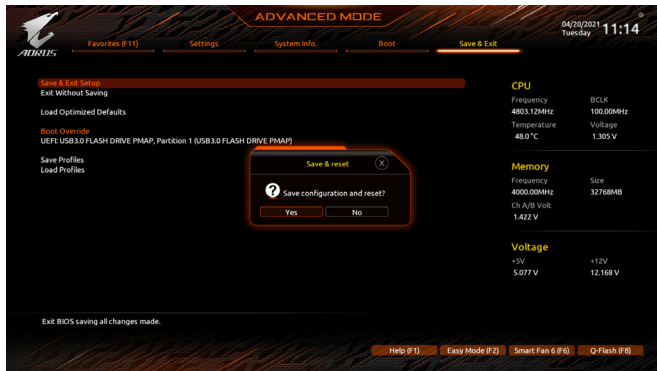 ADVANCED MODE
04/20/2021 Tuesday 11:14
AORUS
Favorites (F11) Settings System Info. Boot Save & Exit
Save & Exit Setup
Exit Without Saving
Load Optimized Defaults
Boot Override
UEFI: USB3.0 FLASH DRIVE PMAP, Partition 1 (USB3.0 FLASH DRIVE PMAP)
Save Profiles
Load Profiles
Save & reset
Save configuration and reset?
Yes No
CPU
Frequency BCLK
4803.12MHz 100.00MHz
Temperature Voltage
48.0 °C 1.305 V
Memory
Frequency Size
4000.00MHz 32768MB
Ch A/B Volt
1.422 V
Voltage
+5V +12V
5.077 V 12.168 V
Exit BIOS saving all changes made.
Help (F1) Easy Mode (F2) Smart Fan 6 (F6) Q-Flash (F8)